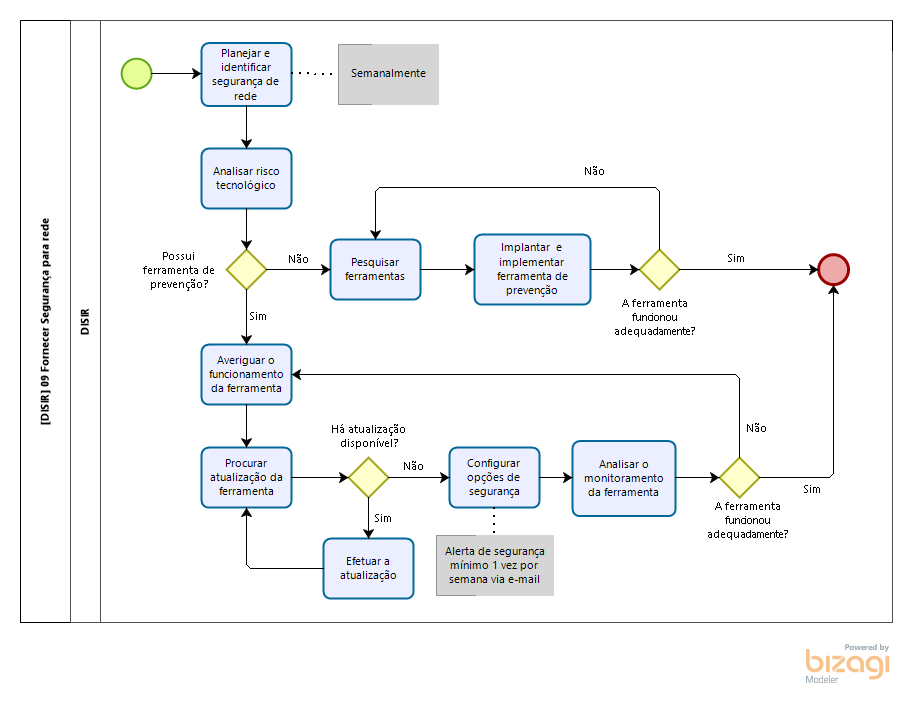 [DISIR] 09 Fornecer Segurança para rede
DISIR
Planejar e
identificar
segurança de
rede
Semanalmente
Analisar risco
tecnológico
Possui
ferramenta de
prevenção?
Não
Sim
Pesquisar
ferramentas
Implantar e
implementar
ferramenta de
prevenção
Não
Sim
A ferramenta
funcionou
adequadamente?
Averiguar o
funcionamento
da ferramenta
Procurar
atualização da
ferramenta
Há atualização
disponível?
Não
Sim
Efetuar a
atualização
Configurar
opções de
segurança
Alerta de segurança
mínimo 1 vez por
semana via e-mail
Analisar o
monitoramento
da ferramenta
Não
Sim
A ferramenta
funcionou
adequadamente?
Powered by
bizagi
Modeler